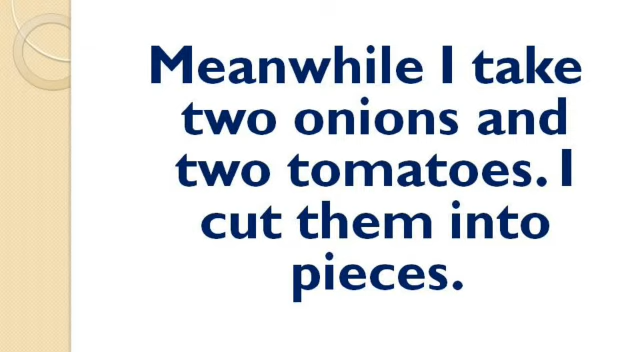 Meanwhile I take
two onions and
two tomatoes. I
cut them into
pieces.